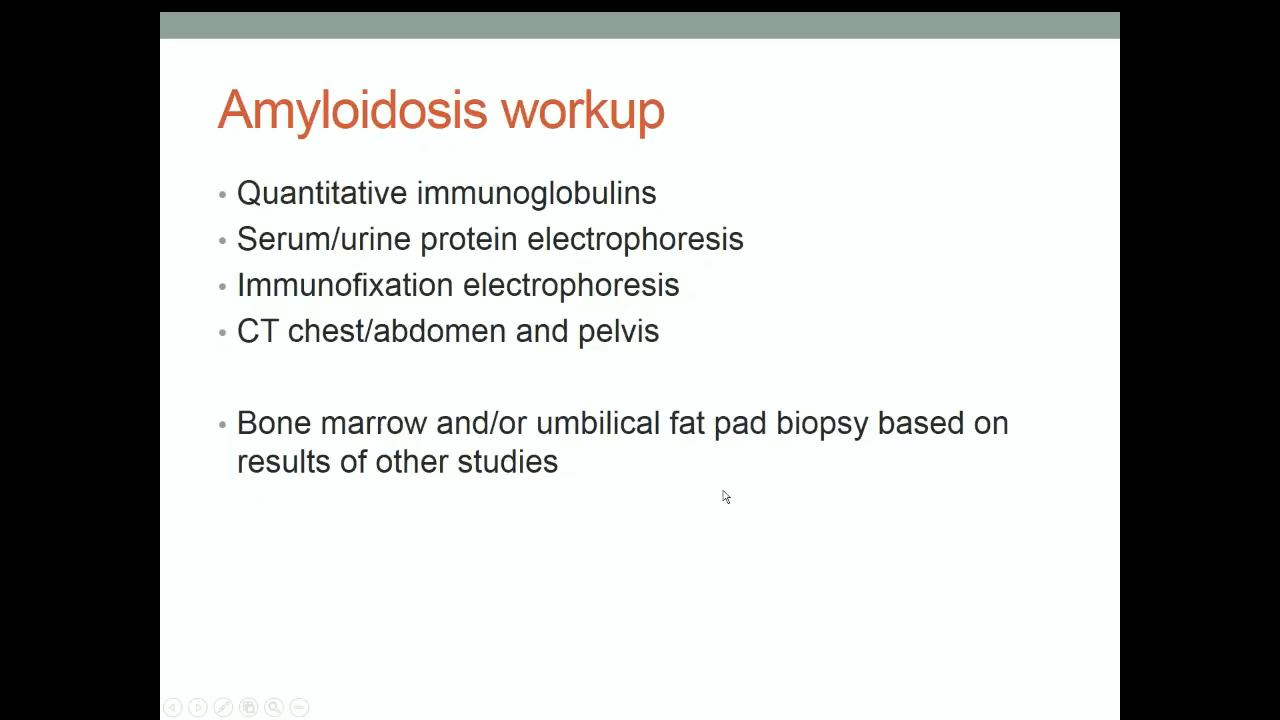 Amyloidosis workup
• Quantitative immunoglobulins
• Serum/urine protein electrophoresis
• Immunofixation electrophoresis
• CT chest/abdomen and pelvis
• Bone marrow and/or umbilical fat pad biopsy based on
results of other studies